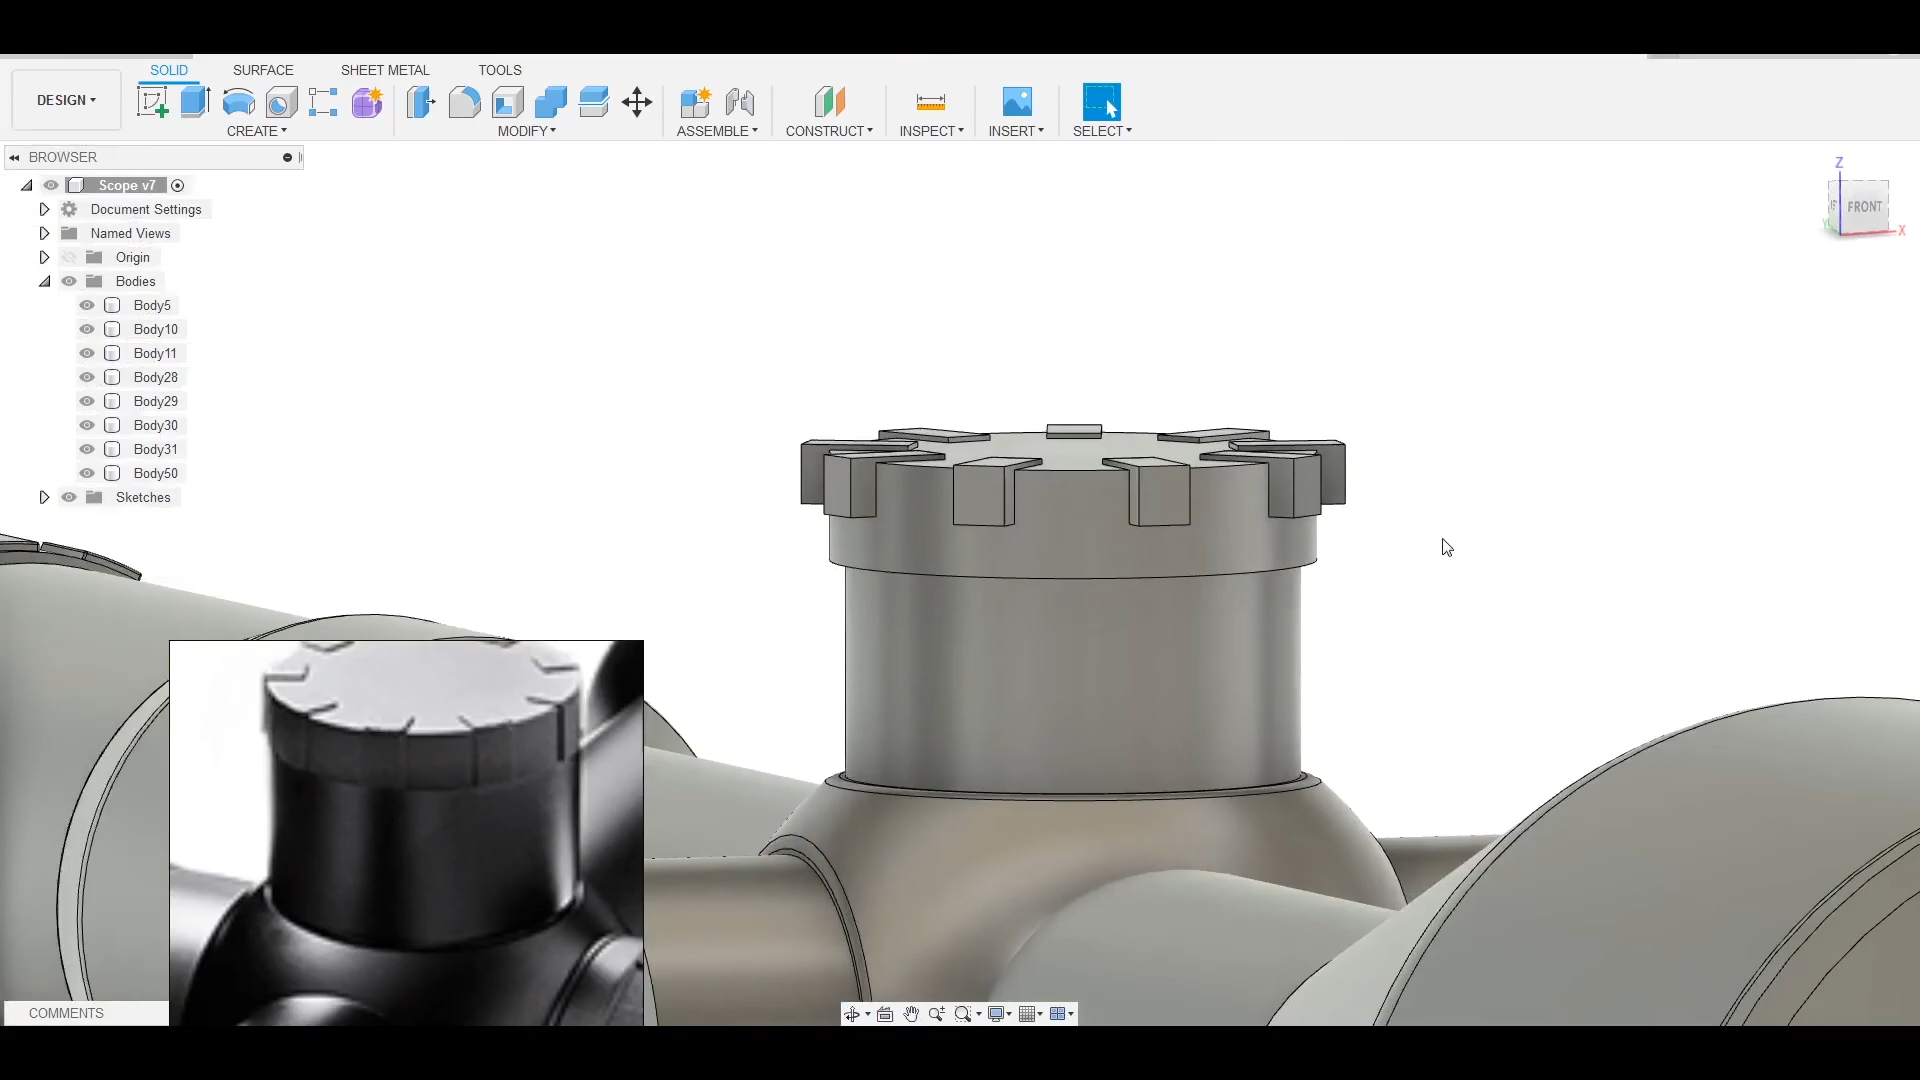 SOLID SURFACE SHEET METAL TOOLS
DESIGN
CREATE MODIFY ASSEMBLE CONSTRUCT INSPECT INSERT SELECT
BROWSER
Scope v7
Document Settings
Named Views
Origin
Bodies
Body5
Body10
Body11
Body28
Body29
Body30
Body31
Body50
Sketches
Z
FRONT
X
COMMENTS